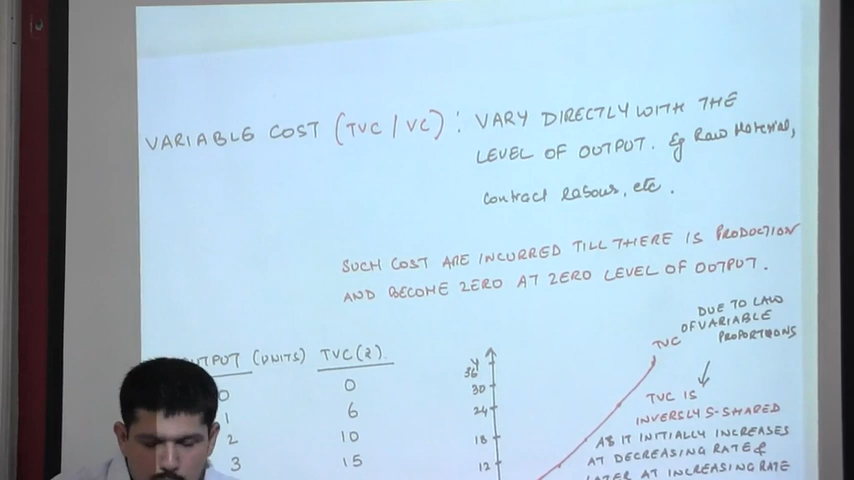 VARIABLE COST (TVC / VC) : VARY DIRECTLY WITH THE
LEVEL OF OUTPUT. Eg Raw Material,
Contract Labour, etc.
SUCH COST ARE INCURRED TILL THERE IS PRODUCTION
AND BECOME ZERO AT ZERO LEVEL OF OUTPUT.
OUTPUT (UNITS) TVC (₹)
0 0
1 6
2 10
3 15
Y
36
30
24
18
12
TVC
DUE TO LAW
OF VARIABLE
PROPORTIONS
TVC IS
INVERSLY S-SHAPED
AS IT INITIALLY INCREASES
AT DECREASING RATE &
LATER AT INCREASING RATE